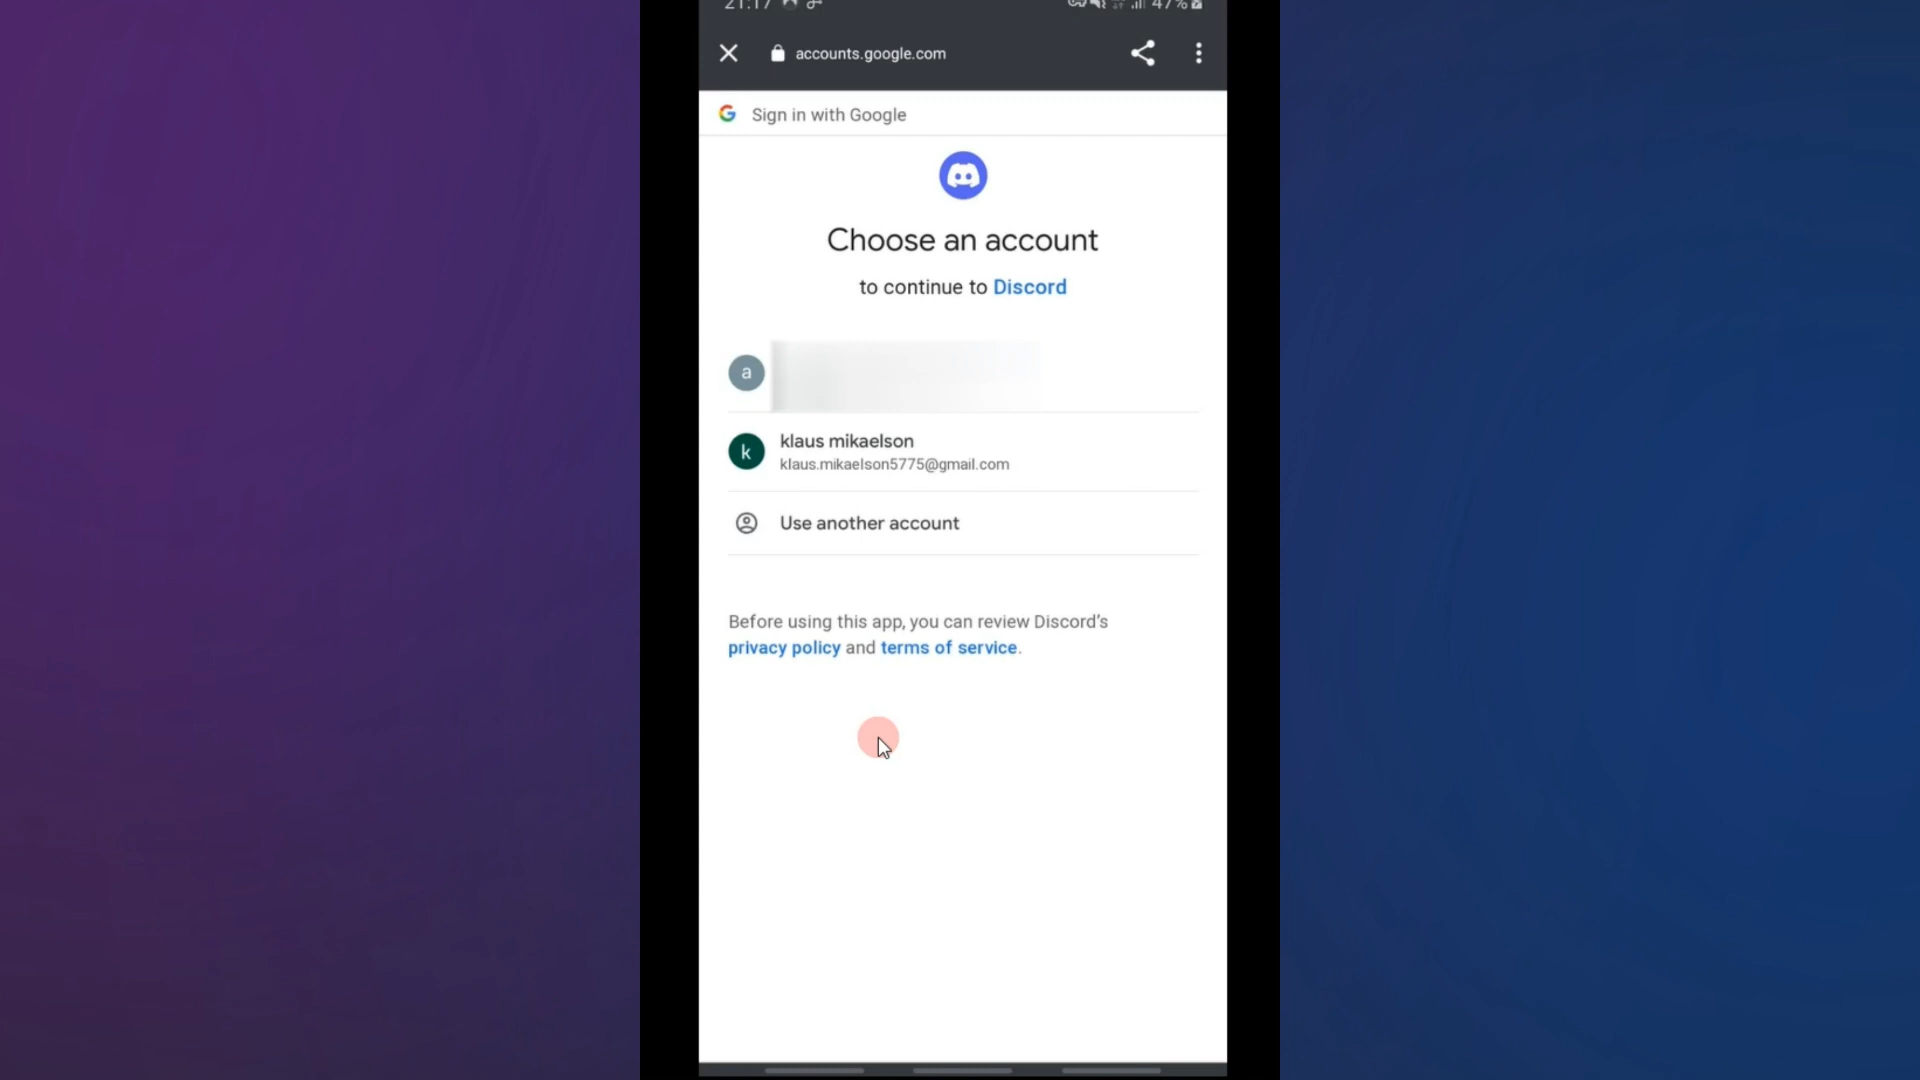 21:17
47%
accounts.google.com
Sign in with Google
Choose an account
to continue to Discord
a
k
klaus mikaelson
klaus.mikaelson5775@gmail.com
Use another account
Before using this app, you can review Discord's
privacy policy and terms of service.